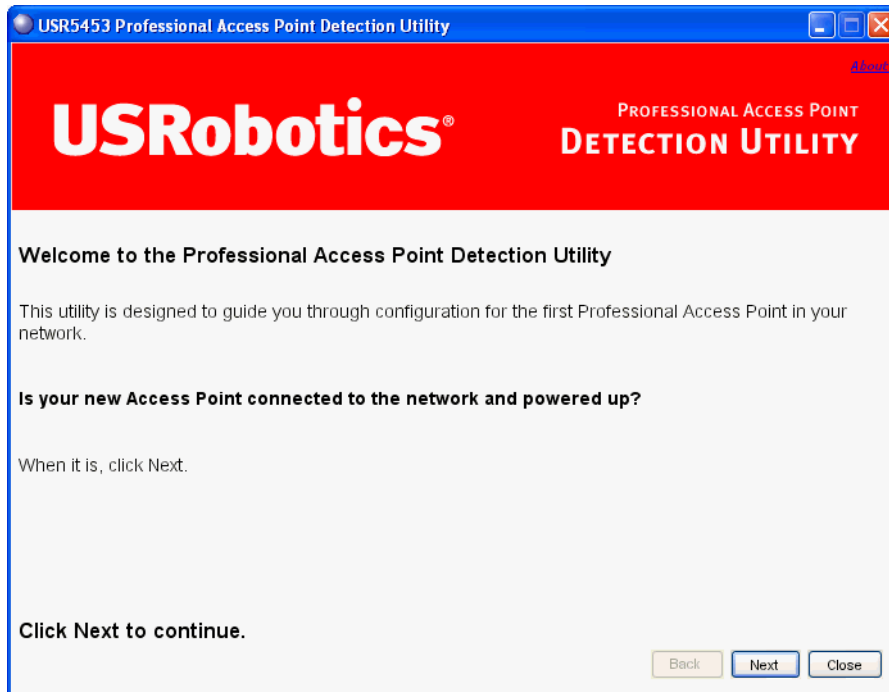 USR5453 Professional Access Point Detection Utility
About
USRobotics®
PROFESSIONAL ACCESS POINT
DETECTION UTILITY
Welcome to the Professional Access Point Detection Utility
This utility is designed to guide you through configuration for the first Professional Access Point in your
network.
Is your new Access Point connected to the network and powered up?
When it is, click Next.
Click Next to continue.
Back
Next
Close